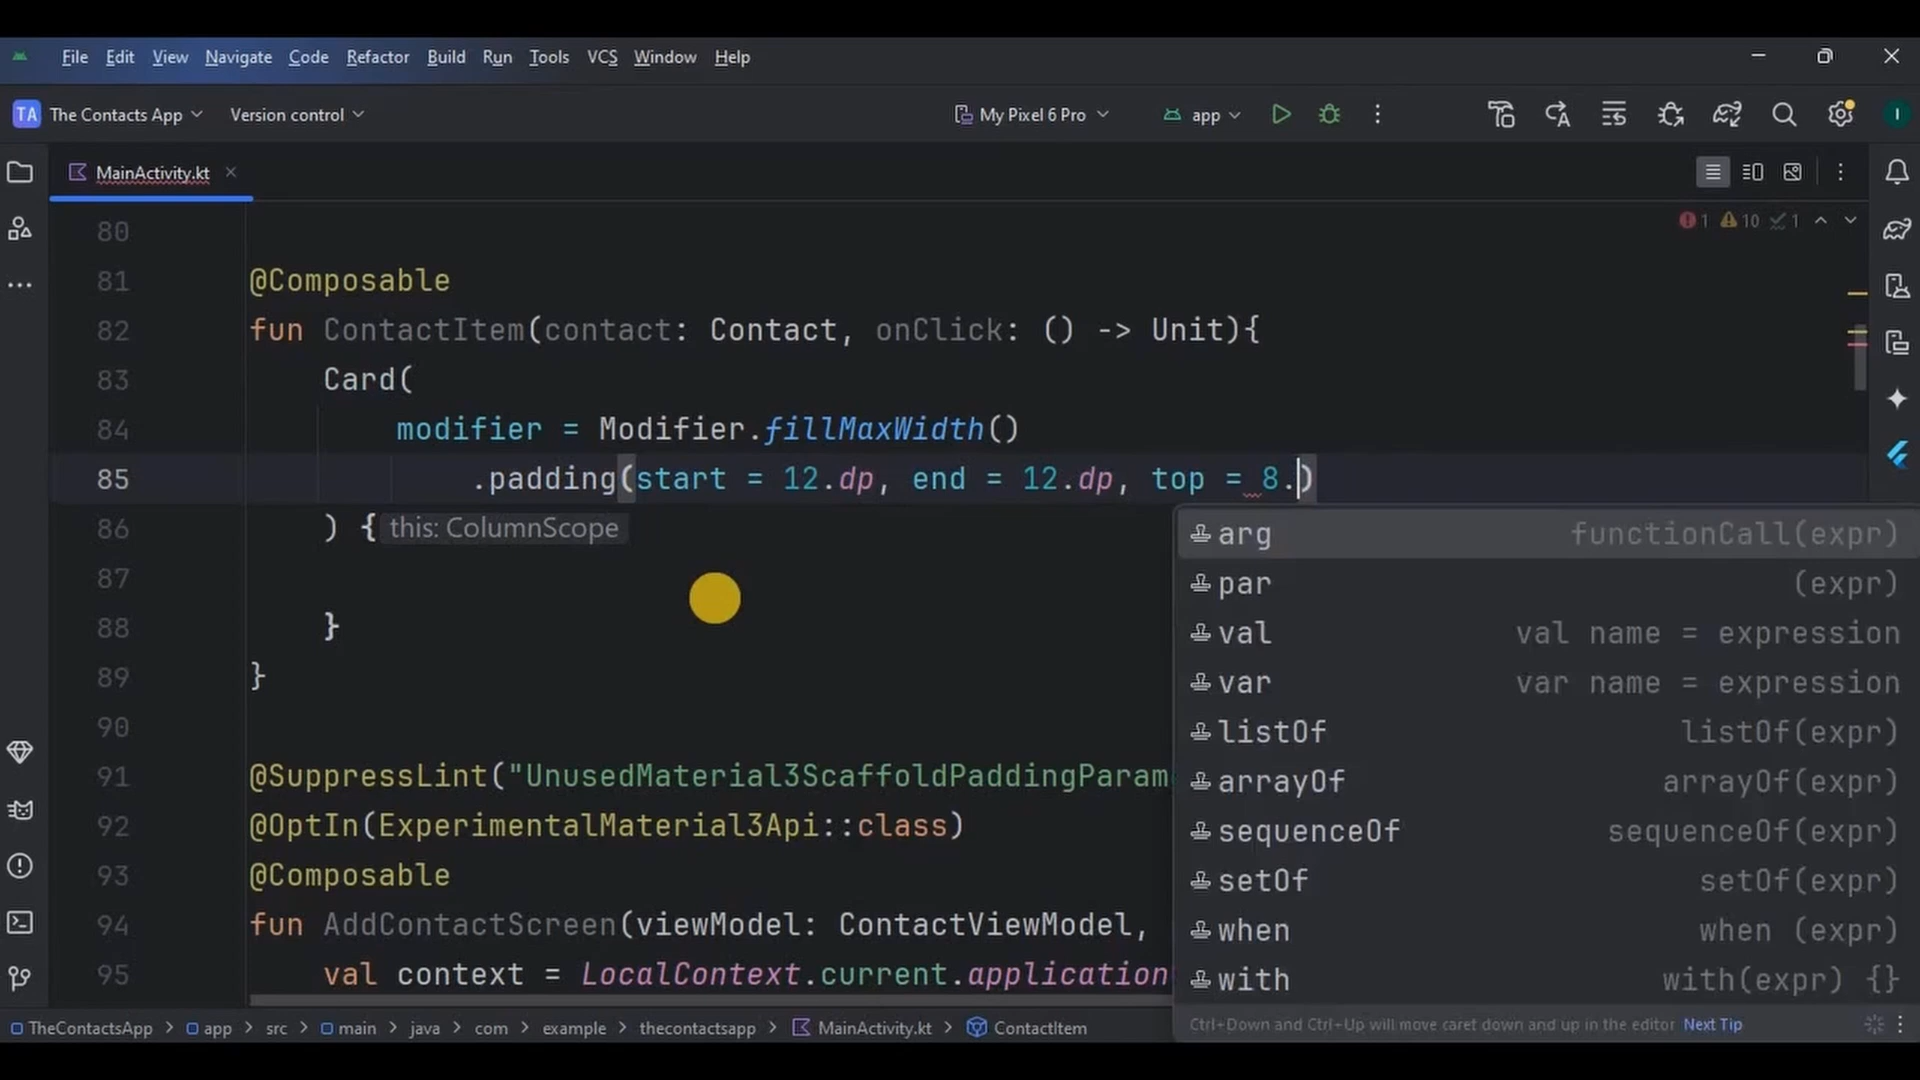 File Edit View Navigate Code Refactor Build Run Tools VCS Window Help
TA The Contacts App Version control My Pixel 6 Pro app I
MainActivity.kt
1 10 1
80
81 @Composable
82 fun ContactItem(contact: Contact, onClick: () -> Unit){
83 Card(
84 modifier = Modifier.fillMaxWidth()
85 .padding(start = 12.dp, end = 12.dp, top = 8.)
86 ) { this: ColumnScope
87
88 }
89 }
90
91 @SuppressLint("UnusedMaterial3ScaffoldPaddingParam
92 @OptIn(ExperimentalMaterial3Api::class)
93 @Composable
94 fun AddContactScreen(viewModel: ContactViewModel,
95 val context = LocalContext.current.application
arg functionCall(expr)
par (expr)
val val name = expression
var var name = expression
listOf listOf(expr)
arrayOf arrayOf(expr)
sequenceOf sequenceOf(expr)
setOf setOf(expr)
when when (expr)
with with(expr) {}
Ctrl+Down and Ctrl+Up will move caret down and up in the editor Next Tip
TheContactsApp > app > src > main > java > com > example > thecontactsapp > MainActivity.kt > ContactItem